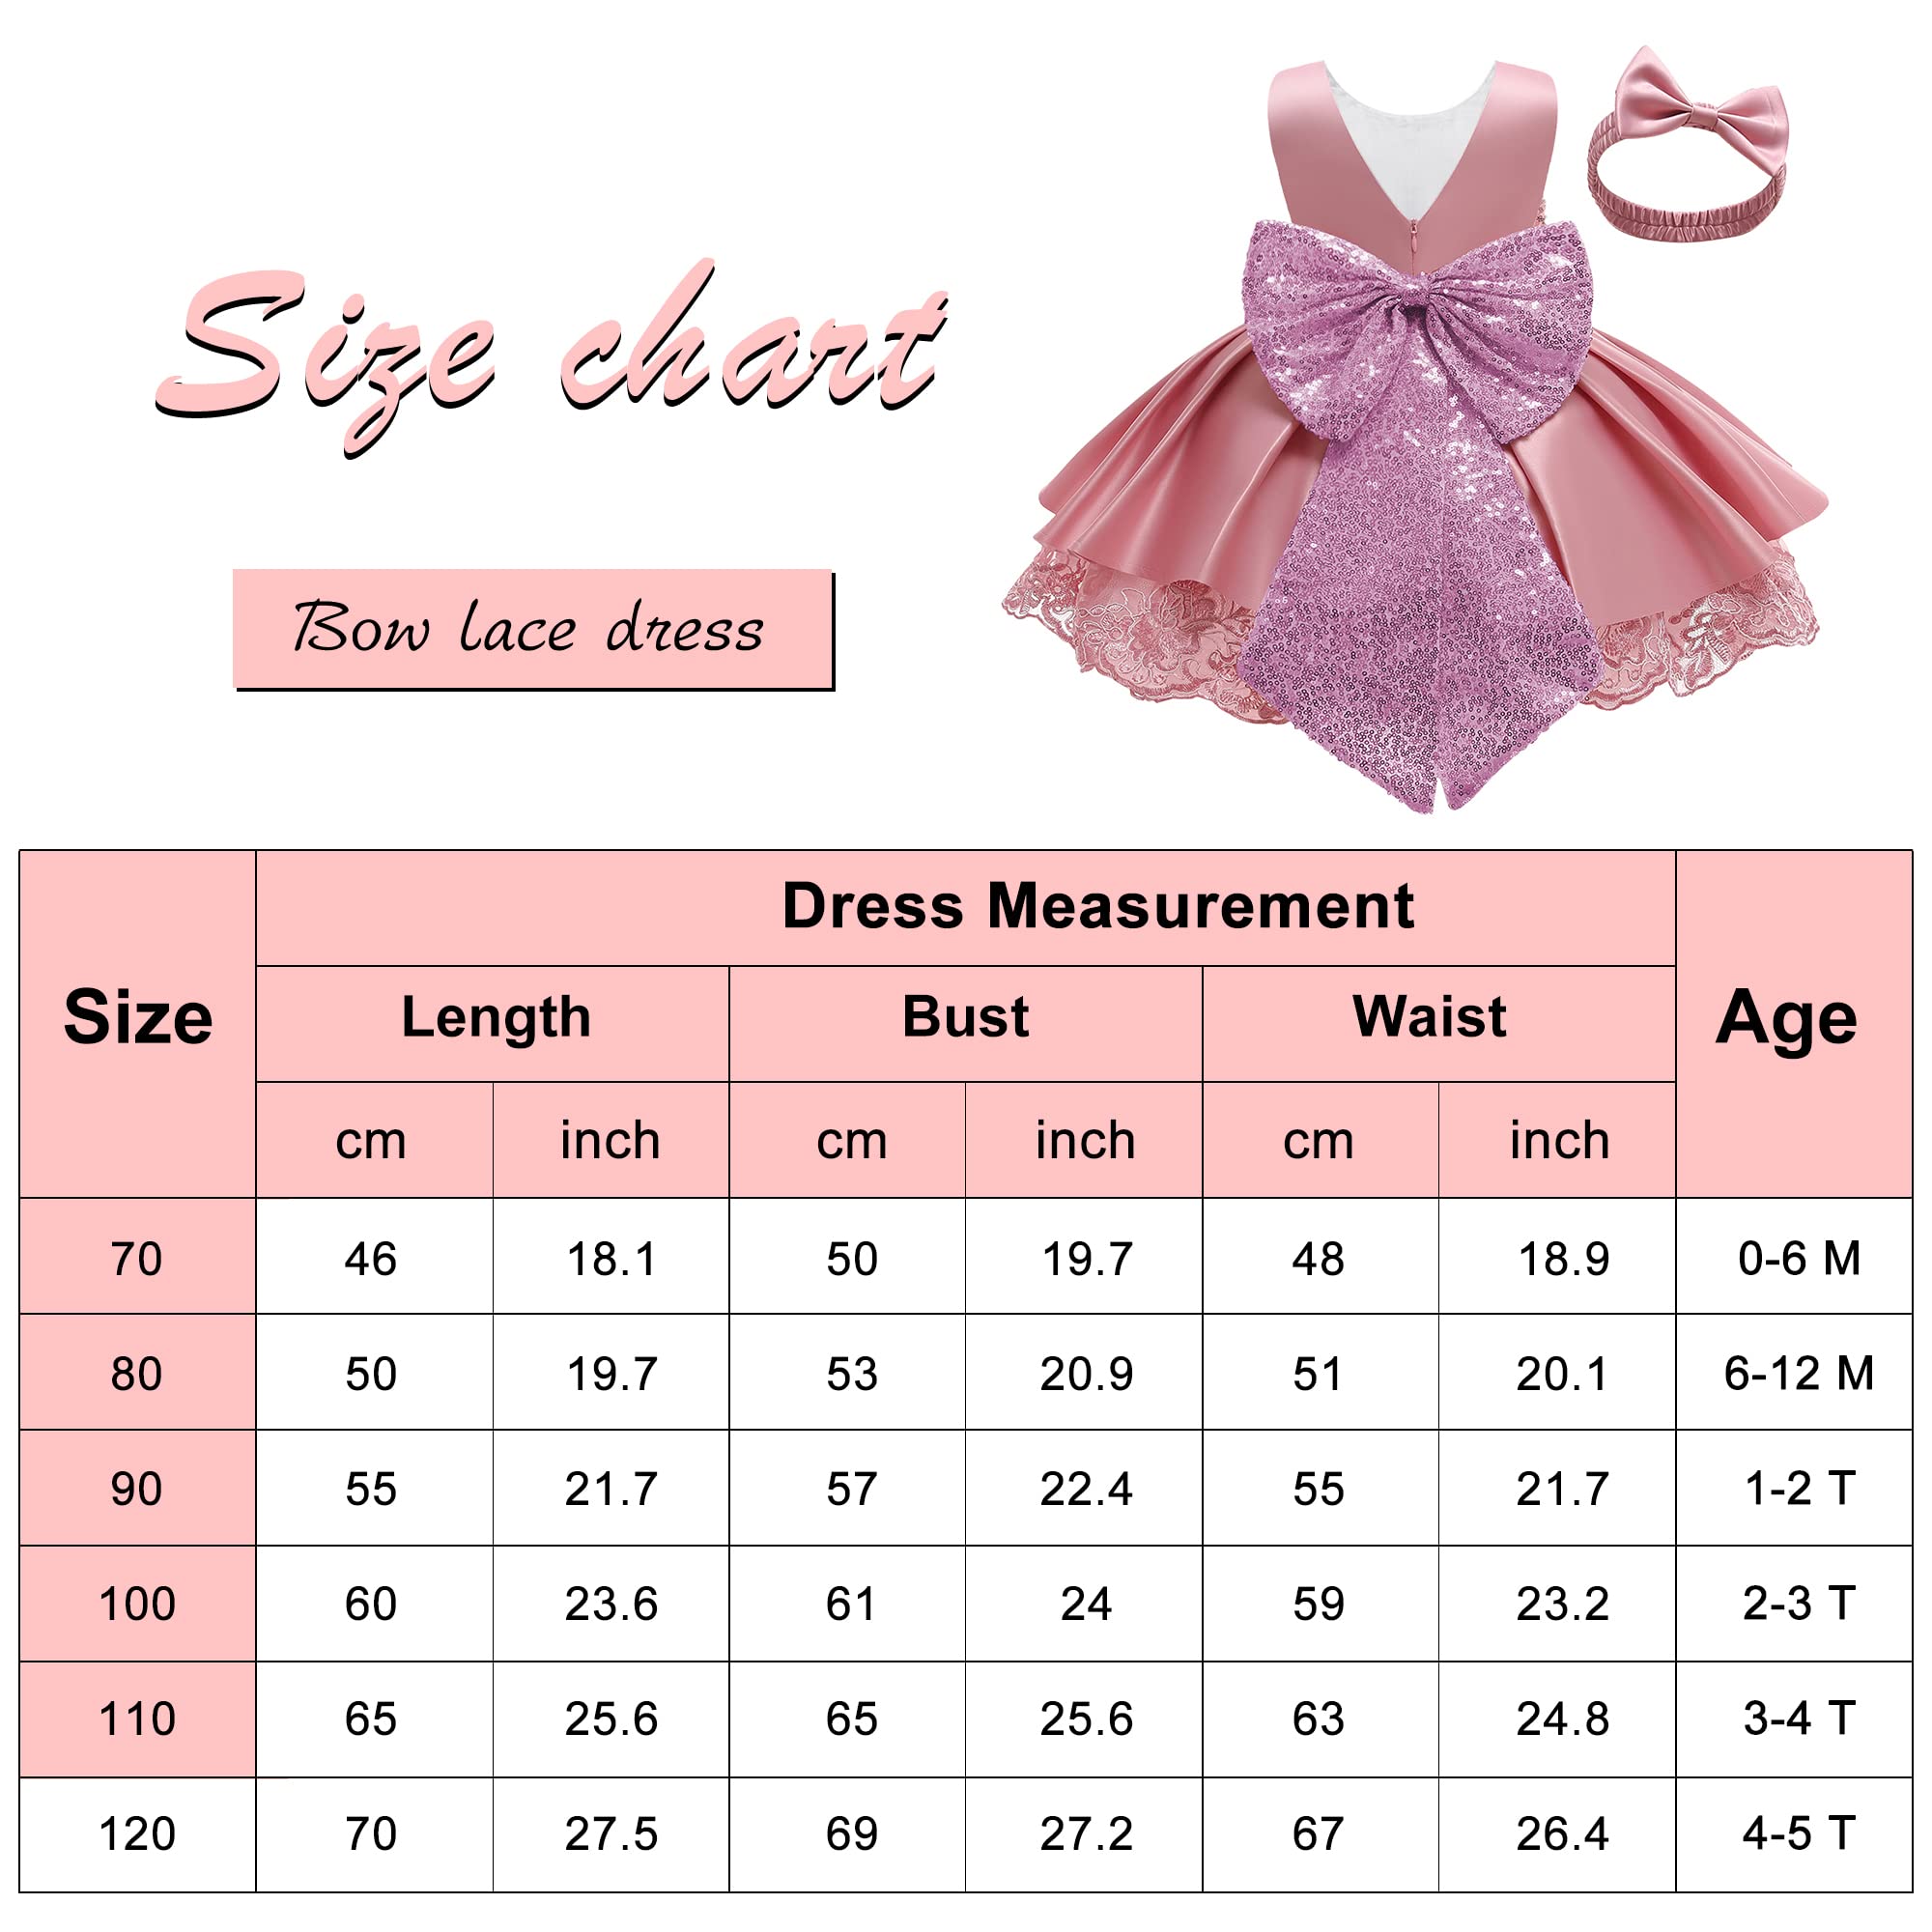 Size chart
Bow lace dress
Size Dress Measurement Age
Length Bust Waist
cm inch cm inch cm inch
70 46 18.1 50 19.7 48 18.9 0-6 M
80 50 19.7 53 20.9 51 20.1 6-12 M
90 55 21.7 57 22.4 55 21.7 1-2 T
100 60 23.6 61 24 59 23.2 2-3 T
110 65 25.6 65 25.6 63 24.8 3-4 T
120 70 27.5 69 27.2 67 26.4 4-5 T